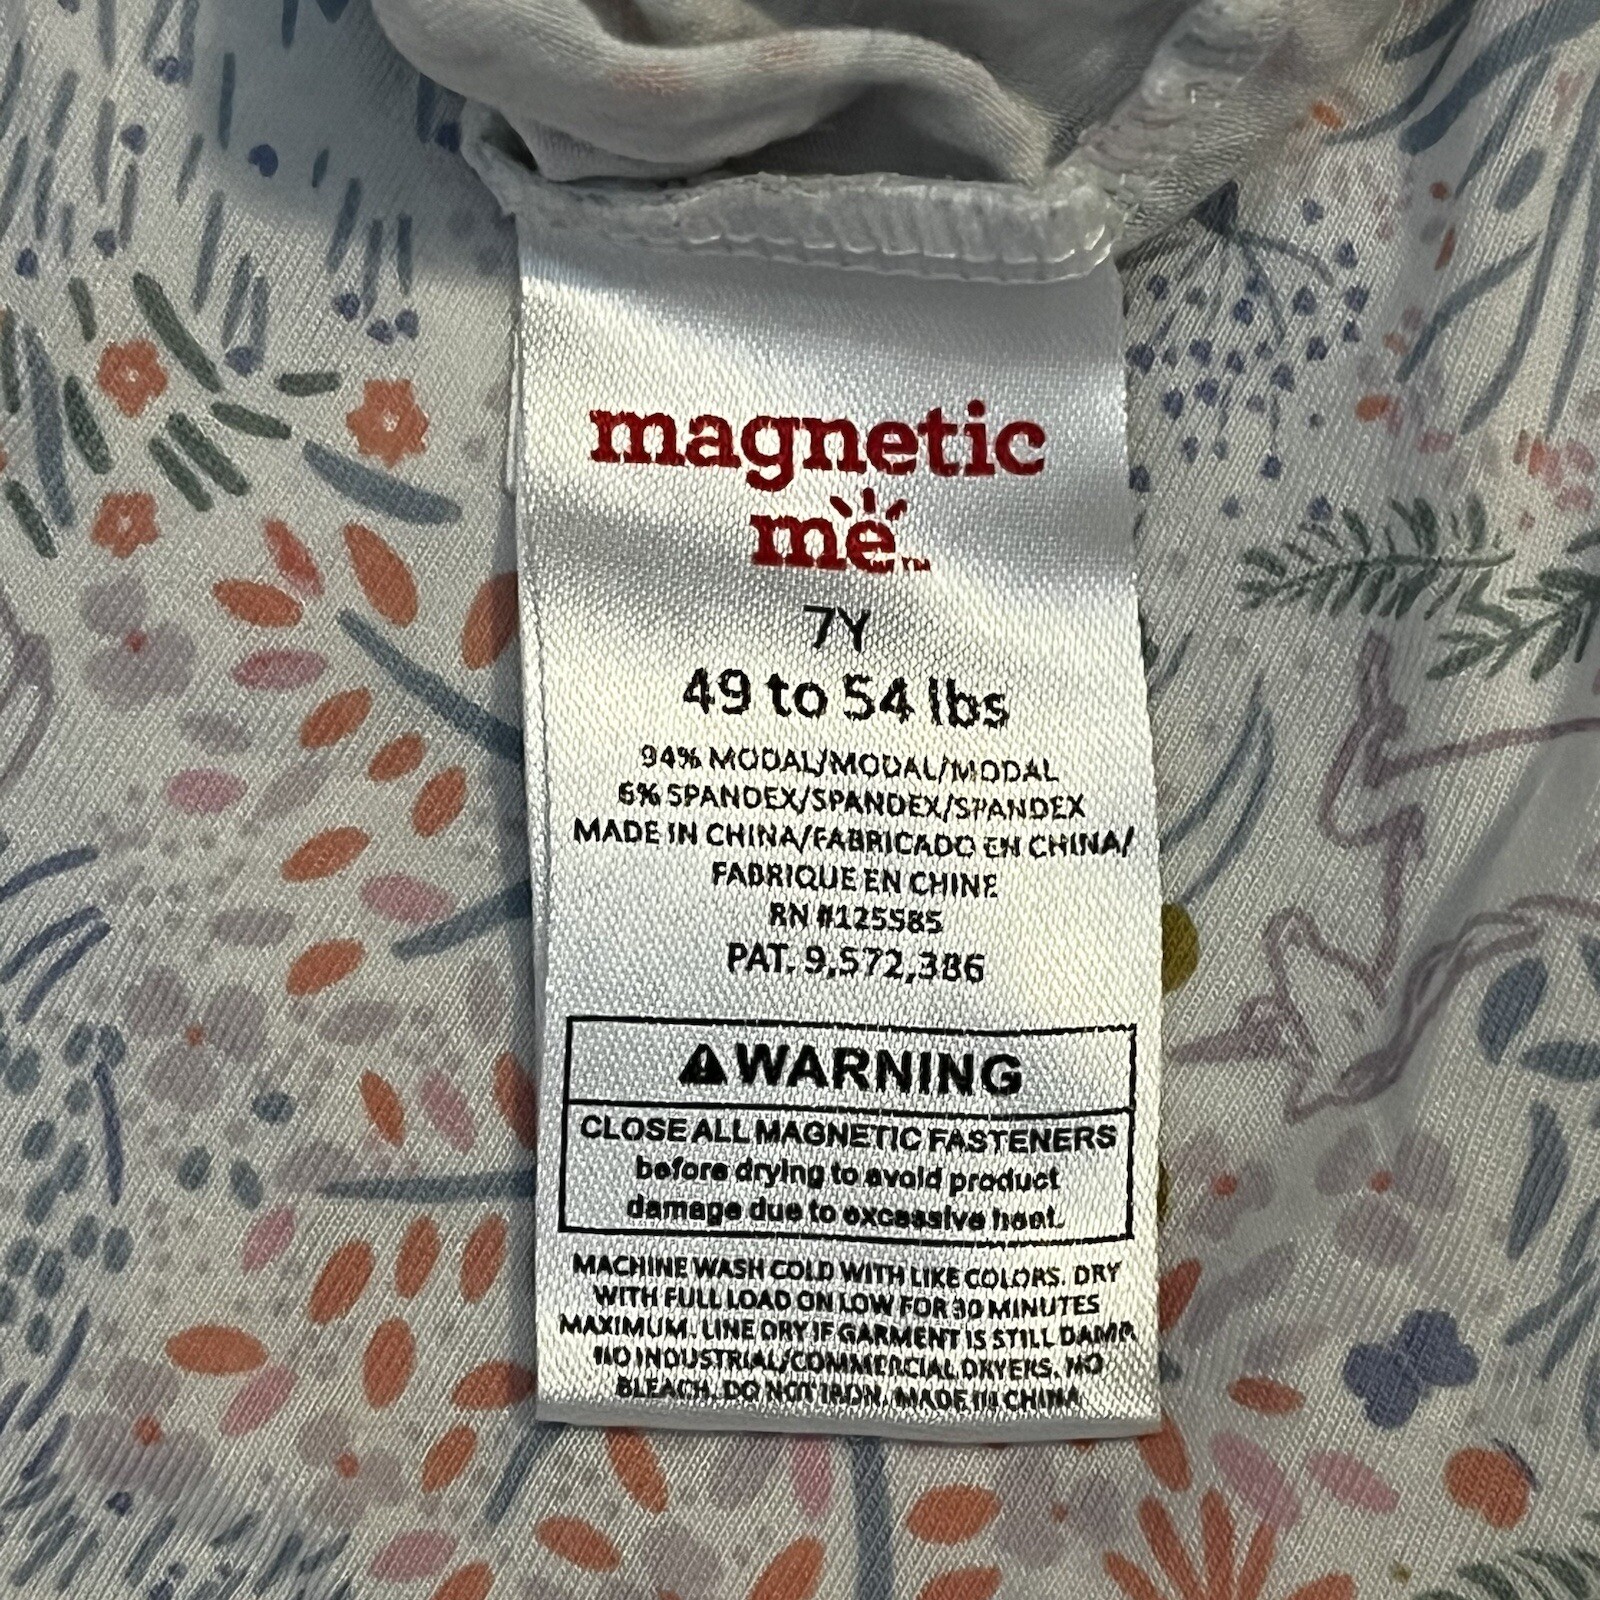 magnetic
me™
7Y
49 to 54 lbs
94% MODAL/MODAL/MODAL
6% SPANDEX/SPANDEX/SPANDEX
MADE IN CHINA/FABRICADO EN CHINA/
FABRIQUE EN CHINE
RN #125585
PAT. 9,572,386
⚠WARNING
CLOSE ALL MAGNETIC FASTENERS
before drying to avoid product
damage due to excessive heat.
MACHINE WASH COLD WITH LIKE COLORS. DRY
WITH FULL LOAD ON LOW FOR 30 MINUTES
MAXIMUM. LINE DRY IF GARMENT IS STILL DAMP.
NO INDUSTRIAL/COMMERCIAL DRYERS. NO
BLEACH. DO NOT IRON. MADE IN CHINA